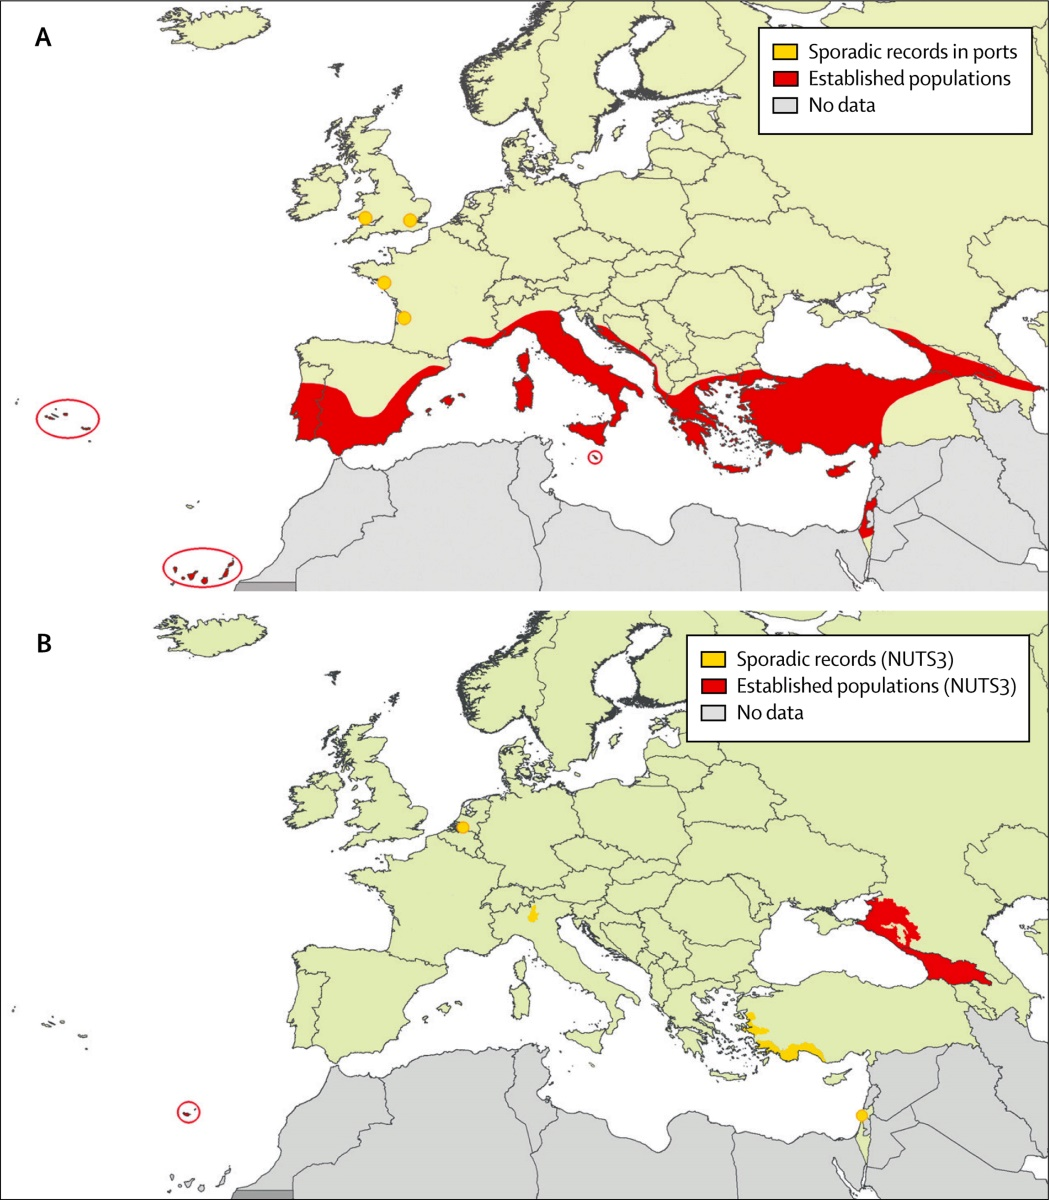 A
Sporadic records in ports
Established populations
No data
B
Sporadic records (NUTS3)
Established populations (NUTS3)
No data